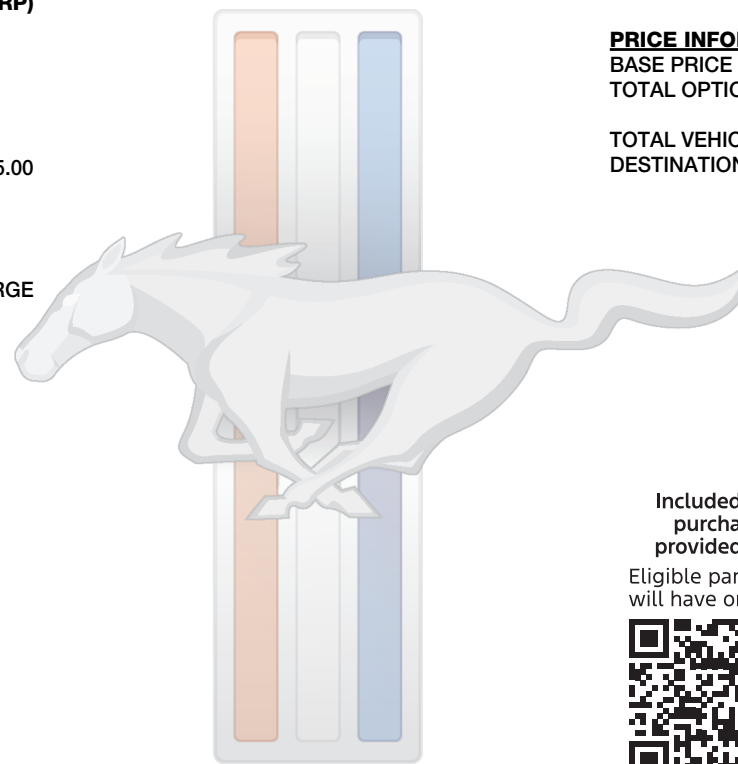 RP)
5.00
RGE
PRICE INFO
BASE PRICE
TOTAL OPTIO
TOTAL VEHIC
DESTINATION
Included
purcha
provided
Eligible par
will have o